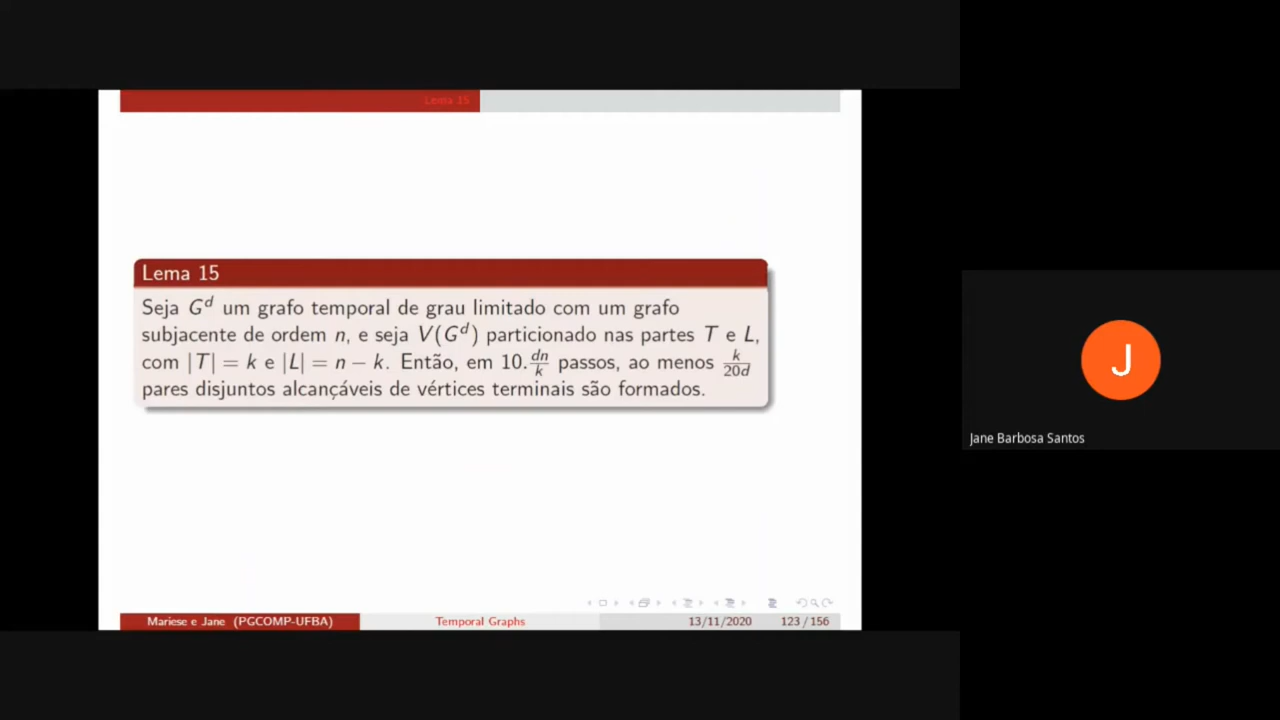 Lema 15
Lema 15
Seja G^d um grafo temporal de grau limitado com um grafo
subjacente de ordem n, e seja V(G^d) particionado nas partes T e L,
com |T| = k e |L| = n − k. Então, em 10.\frac{dn}{k} passos, ao menos \frac{k}{20d}
pares disjuntos alcançáveis de vértices terminais são formados.
J
Jane Barbosa Santos
Mariese e Jane (PGCOMP-UFBA) Temporal Graphs 13/11/2020 123 / 156